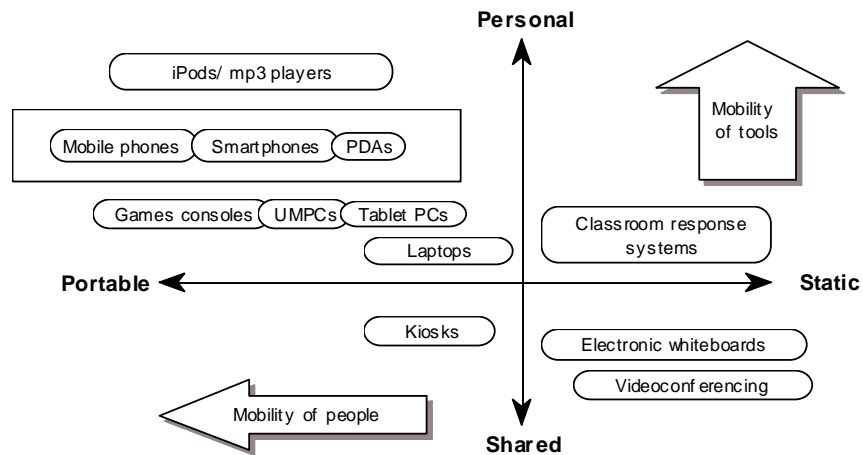 Personal
iPods/ mp3 players
Mobility
of tools
Mobile phones
Smartphones
PDAs
Games consoles
UMPCs
Tablet PCs
Classroom response
systems
Laptops
Portable
Static
Kiosks
Electronic whiteboards
Videoconferencing
Mobility of people
Shared